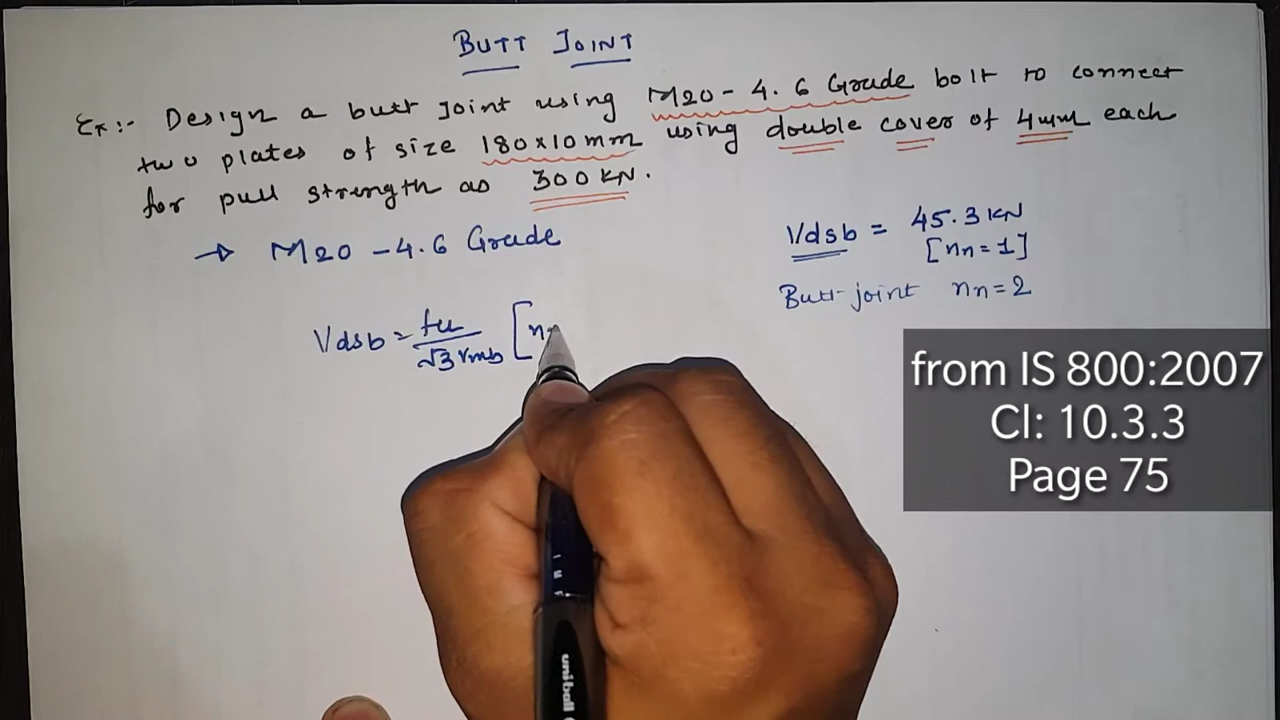 BUTT JOINT
Ex:- Design a butt joint using M20-4.6 Grade bolt to connect
two plates of size 180x10mm using double cover of 4mm each
for pull strength as 300 KN.
→ M20 - 4.6 Grade
Vdsb = 45.3 KN
[nn=1]
Butt-joint nn=2
Vdsb = fu/√3 γmb [n
from IS 800:2007
Cl: 10.3.3
Page 75
uni-ball